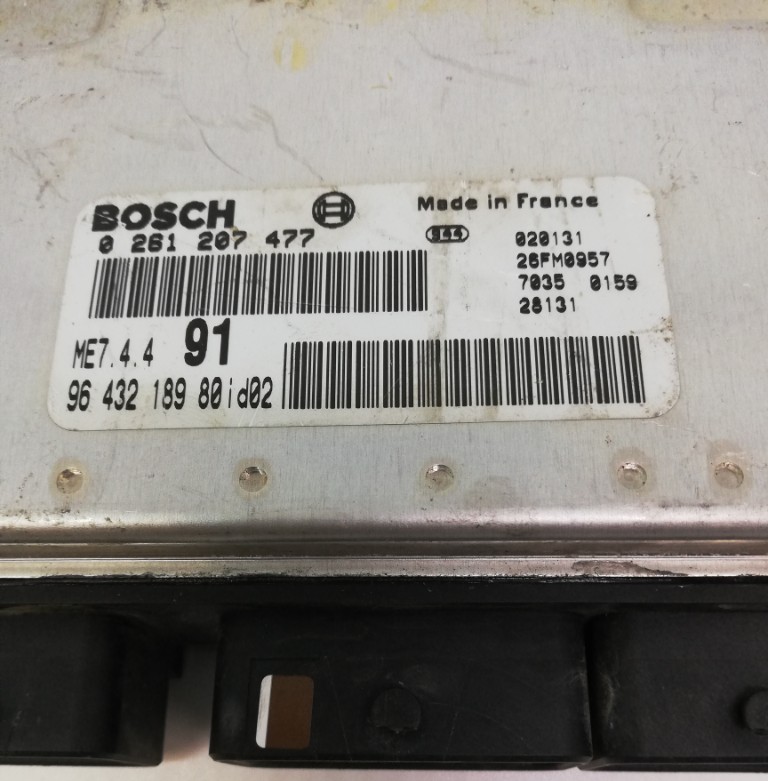 BOSCH
Made in France
0 261 207 477
944
020131
26FM0957
7035 0159
28131
ME7.4.4 91
96 432 189 80id02